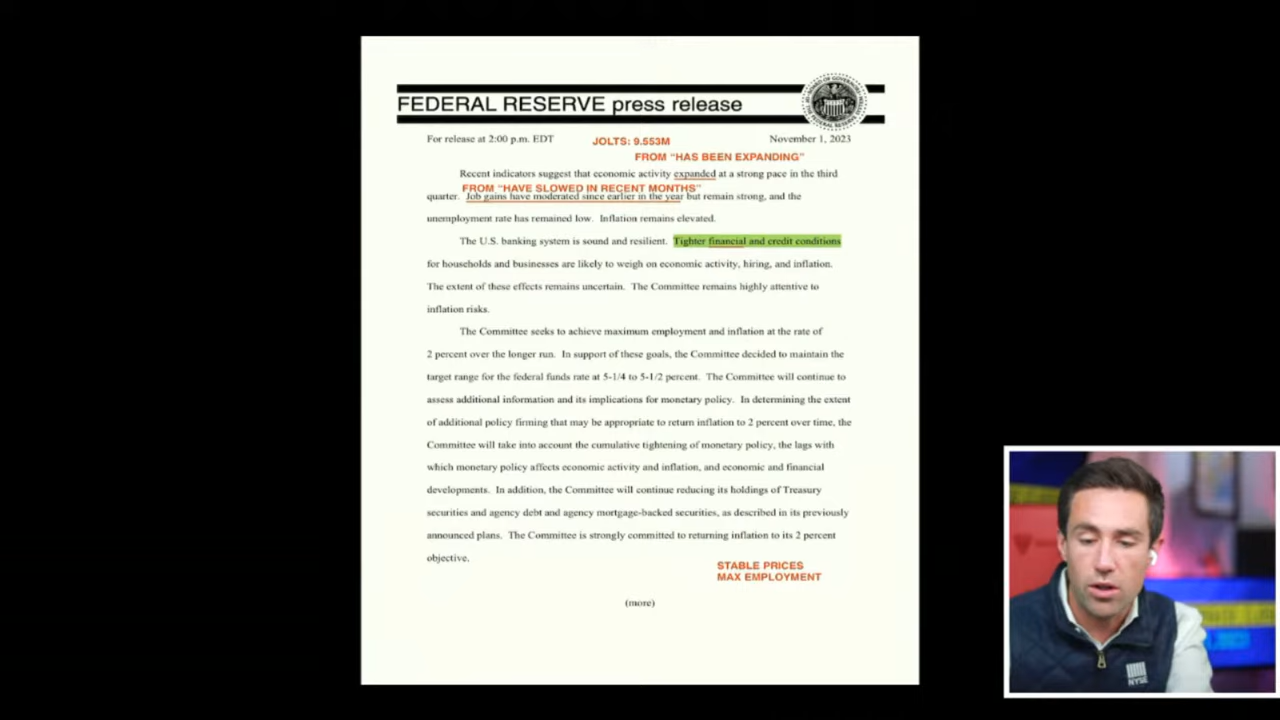 FEDERAL RESERVE press release
For release at 2:00 p.m. EDT JOLTS: 9.553M November 1, 2023
FROM "HAS BEEN EXPANDING"
Recent indicators suggest that economic activity expanded at a strong pace in the third
FROM "HAVE SLOWED IN RECENT MONTHS"
quarter. Job gains have moderated since earlier in the year but remain strong, and the
unemployment rate has remained low. Inflation remains elevated.
The U.S. banking system is sound and resilient. Tighter financial and credit conditions
for households and businesses are likely to weigh on economic activity, hiring, and inflation.
The extent of these effects remains uncertain. The Committee remains highly attentive to
inflation risks.
The Committee seeks to achieve maximum employment and inflation at the rate of
2 percent over the longer run. In support of these goals, the Committee decided to maintain the
target range for the federal funds rate at 5-1/4 to 5-1/2 percent. The Committee will continue to
assess additional information and its implications for monetary policy. In determining the extent
of additional policy firming that may be appropriate to return inflation to 2 percent over time, the
Committee will take into account the cumulative tightening of monetary policy, the lags with
which monetary policy affects economic activity and inflation, and economic and financial
developments. In addition, the Committee will continue reducing its holdings of Treasury
securities and agency debt and agency mortgage-backed securities, as described in its previously
announced plans. The Committee is strongly committed to returning inflation to its 2 percent
objective.
STABLE PRICES
MAX EMPLOYMENT
(more)
NYSE